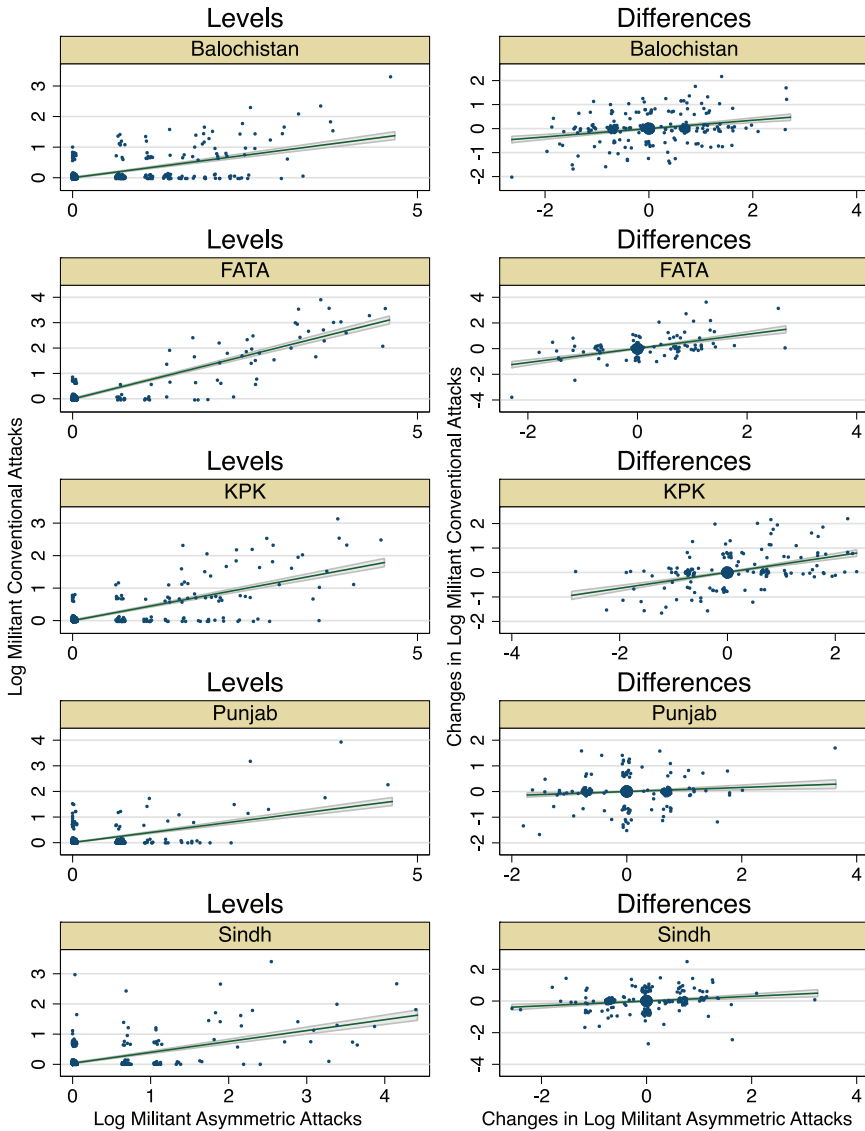 Levels
Differences
Balochistan
Balochistan
0 1 2 3
0 5
-2 -1 0 1 2
-2 0 2 4
Levels
Differences
FATA
FATA
0 1 2 3 4
0 5
-4 -2 0 2 4
-2 0 2 4
Log Militant Conventional Attacks
Changes in Log Militant Conventional Attacks
Levels
Differences
KPK
KPK
0 1 2 3
0 5
-2 -1 0 1 2
-4 -2 0 2
Levels
Differences
Punjab
Punjab
0 1 2 3 4
0 5
-2 -1 0 1 2
-2 0 2 4
Levels
Differences
Sindh
Sindh
0 1 2 3
0 1 2 3 4
-4 -2 0 2
-2 0 2 4
Log Militant Asymmetric Attacks
Changes in Log Militant Asymmetric Attacks